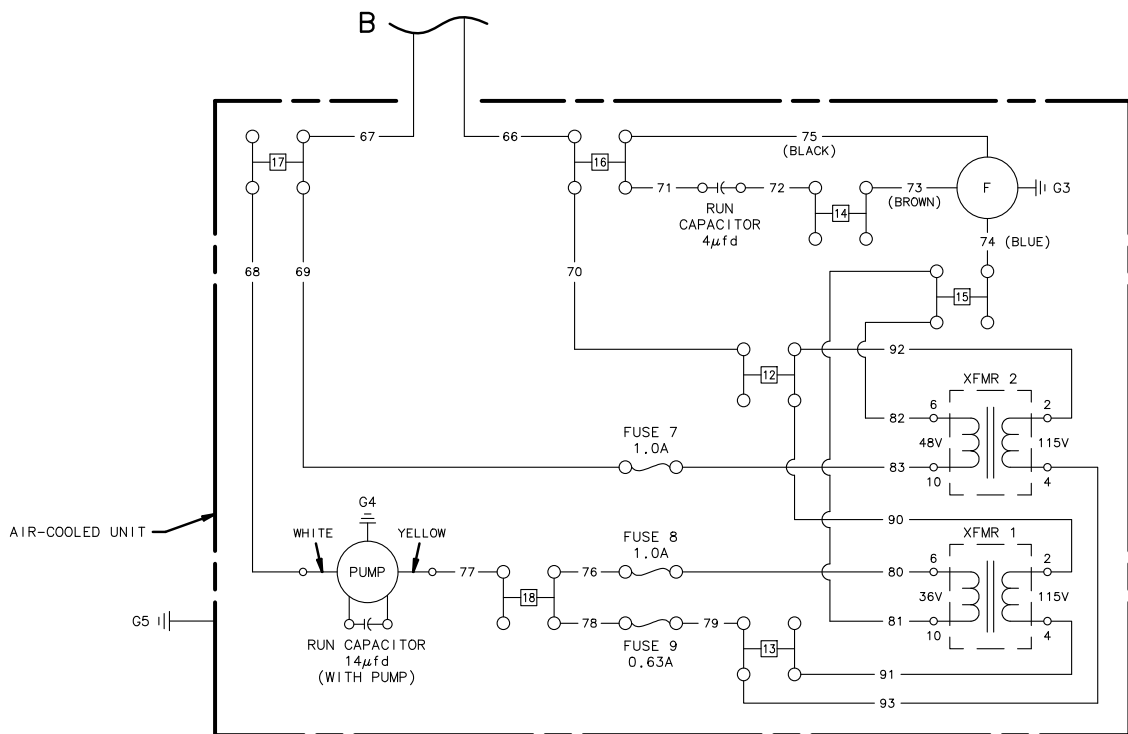 B
67
66
75
(BLACK)
17
16
71
72
73
(BROWN)
F
G3
RUN
CAPACITOR
4µfd
14
74 (BLUE)
68
69
70
15
92
12
XFMR 2
6
2
82
48V
115V
FUSE 7
1.0A
83
10
4
G4
90
AIR-COOLED UNIT
WHITE
YELLOW
FUSE 8
1.0A
XFMR 1
6
2
PUMP
77
76
80
36V
115V
18
G5
78
79
81
10
4
RUN CAPACITOR
14µfd
(WITH PUMP)
FUSE 9
0.63A
13
91
93